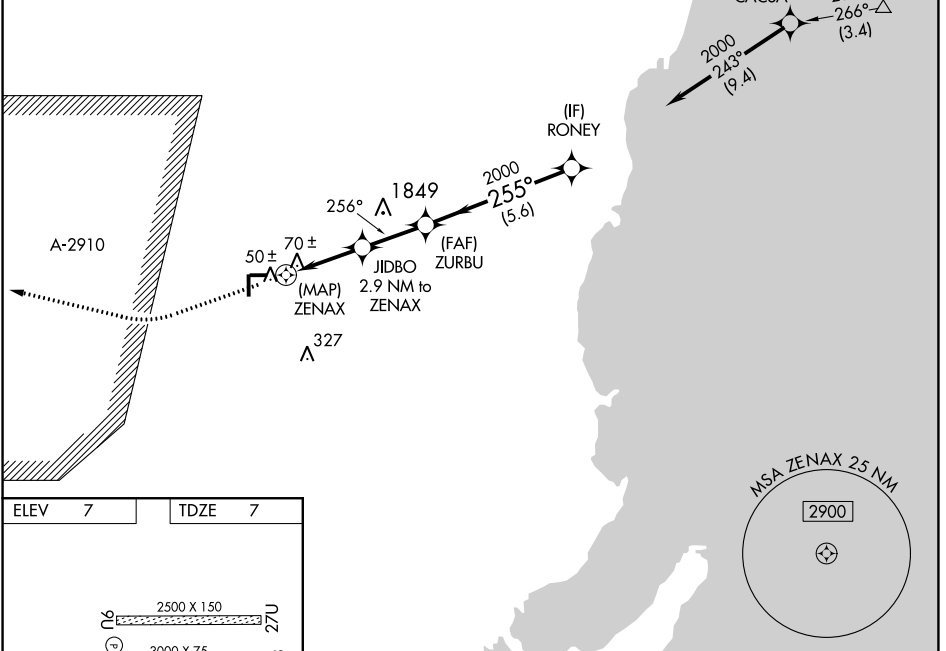 2000
243°
(9.4)
266°
(3.4)
(IF)
RONEY
2000
255°
(5.6)
1849
256°
(FAF)
ZURBU
JIDBO
2.9 NM to
ZENAX
A-2910
50 ±
70 ±
(MAP)
ZENAX
327
MSA ZENAX 25 NM
2900
ELEV 7
TDZE 7
2500 X 150
9U
27U
P